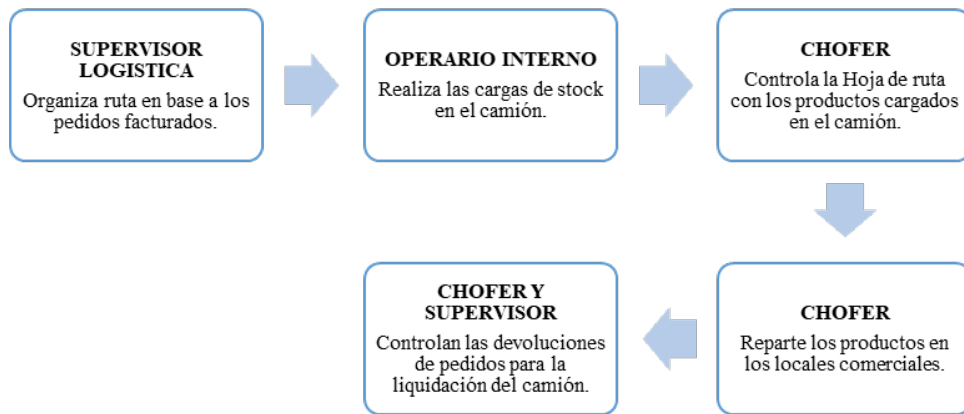 SUPERVISOR
LOGISTICA
Organiza ruta en base a los
pedidos facturados.
OPERARIO INTERNO
Realiza las cargas de stock
en el camión.
CHOFER
Controla la Hoja de ruta
con los productos cargados
en el camión.
CHOFER
Reparte los productos en
los locales comerciales.
CHOFER Y
SUPERVISOR
Controlan las devoluciones
de pedidos para la
liquidación del camión.